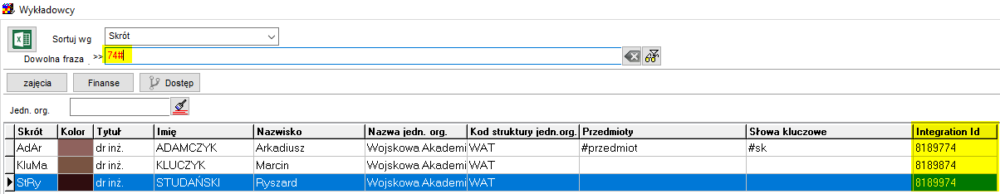 Wykładowcy
Sortuj wg Skrót
Dowolna fraza >> 74#
zajęcia Finanse Dostęp
Jedn. org.
Skrót Kolor Tytuł Imię Nazwisko Nazwa jedn. org. Kod struktury jedn.org. Przedmioty Słowa kluczowe Integration Id
AdAr dr inż. ADAMCZYK Arkadiusz Wojskowa Akademi WAT #przedmiot #sk 8189774
KluMa dr inż. KLUCZYK Marcin Wojskowa Akademi WAT 8189874
StRy dr inż. STUDAŃSKI Ryszard Wojskowa Akademi WAT 8189974